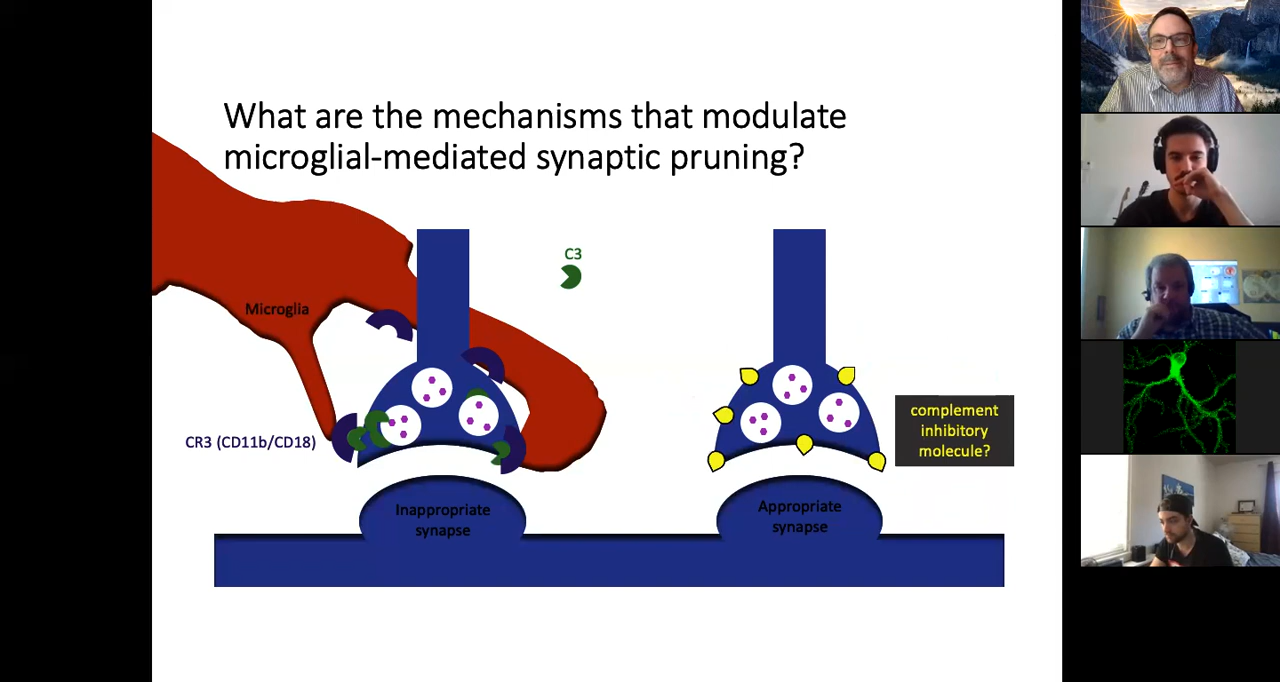 What are the mechanisms that modulate
microglial-mediated synaptic pruning?
C3
Microglia
CR3 (CD11b/CD18)
complement
inhibitory
molecule?
Inappropriate
synapse
Appropriate
synapse